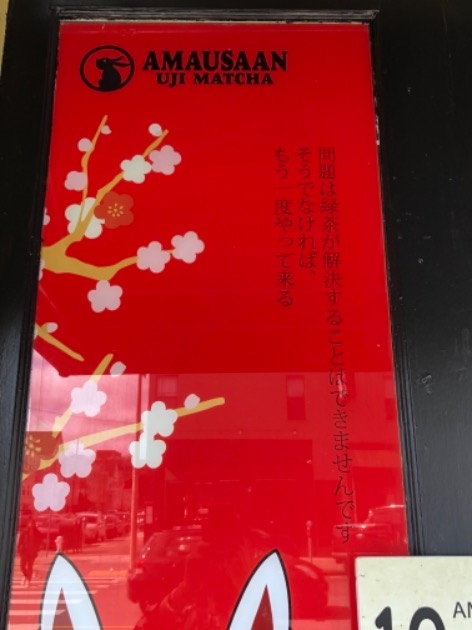 AMAUSAAN
UJI MATCHA
問題は緑茶が解決することはできませんです
そうでなければ、
もう一度やって来る
10
AM